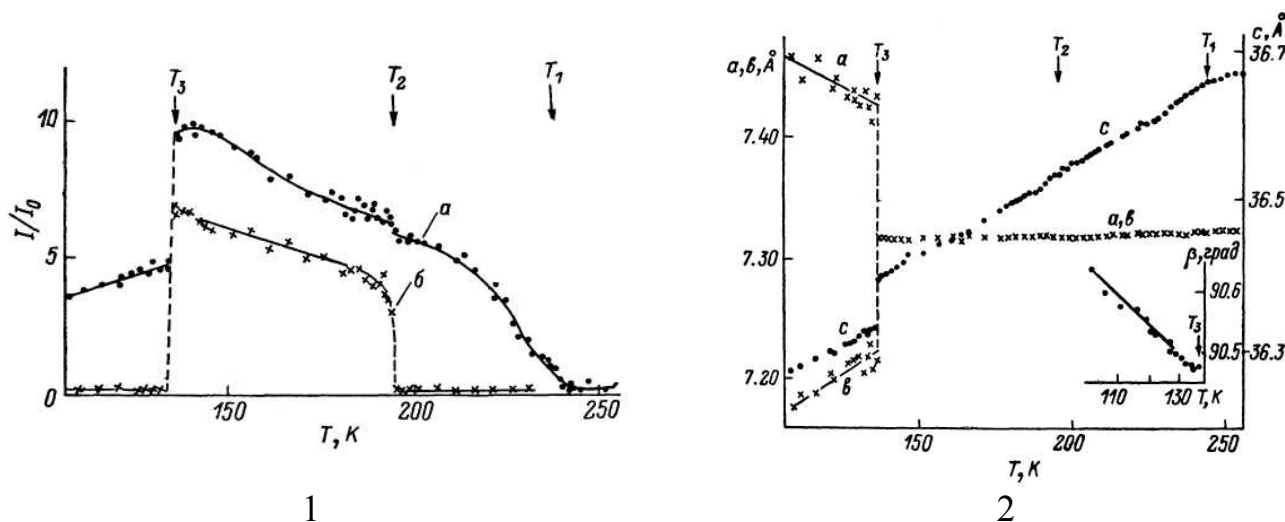 T₃
T₂
T₁
10
5
0
I/I₀
а
б
150
200
250
T, К
1
c, Å
36.7
36.5
36.3
a, в, Å
7.40
7.30
7.20
T₃
T₂
T₁
a
c
a, в
c
в
β, град
90.6
90.5
T₃
110
130
T, К
150
200
250
T, К
2